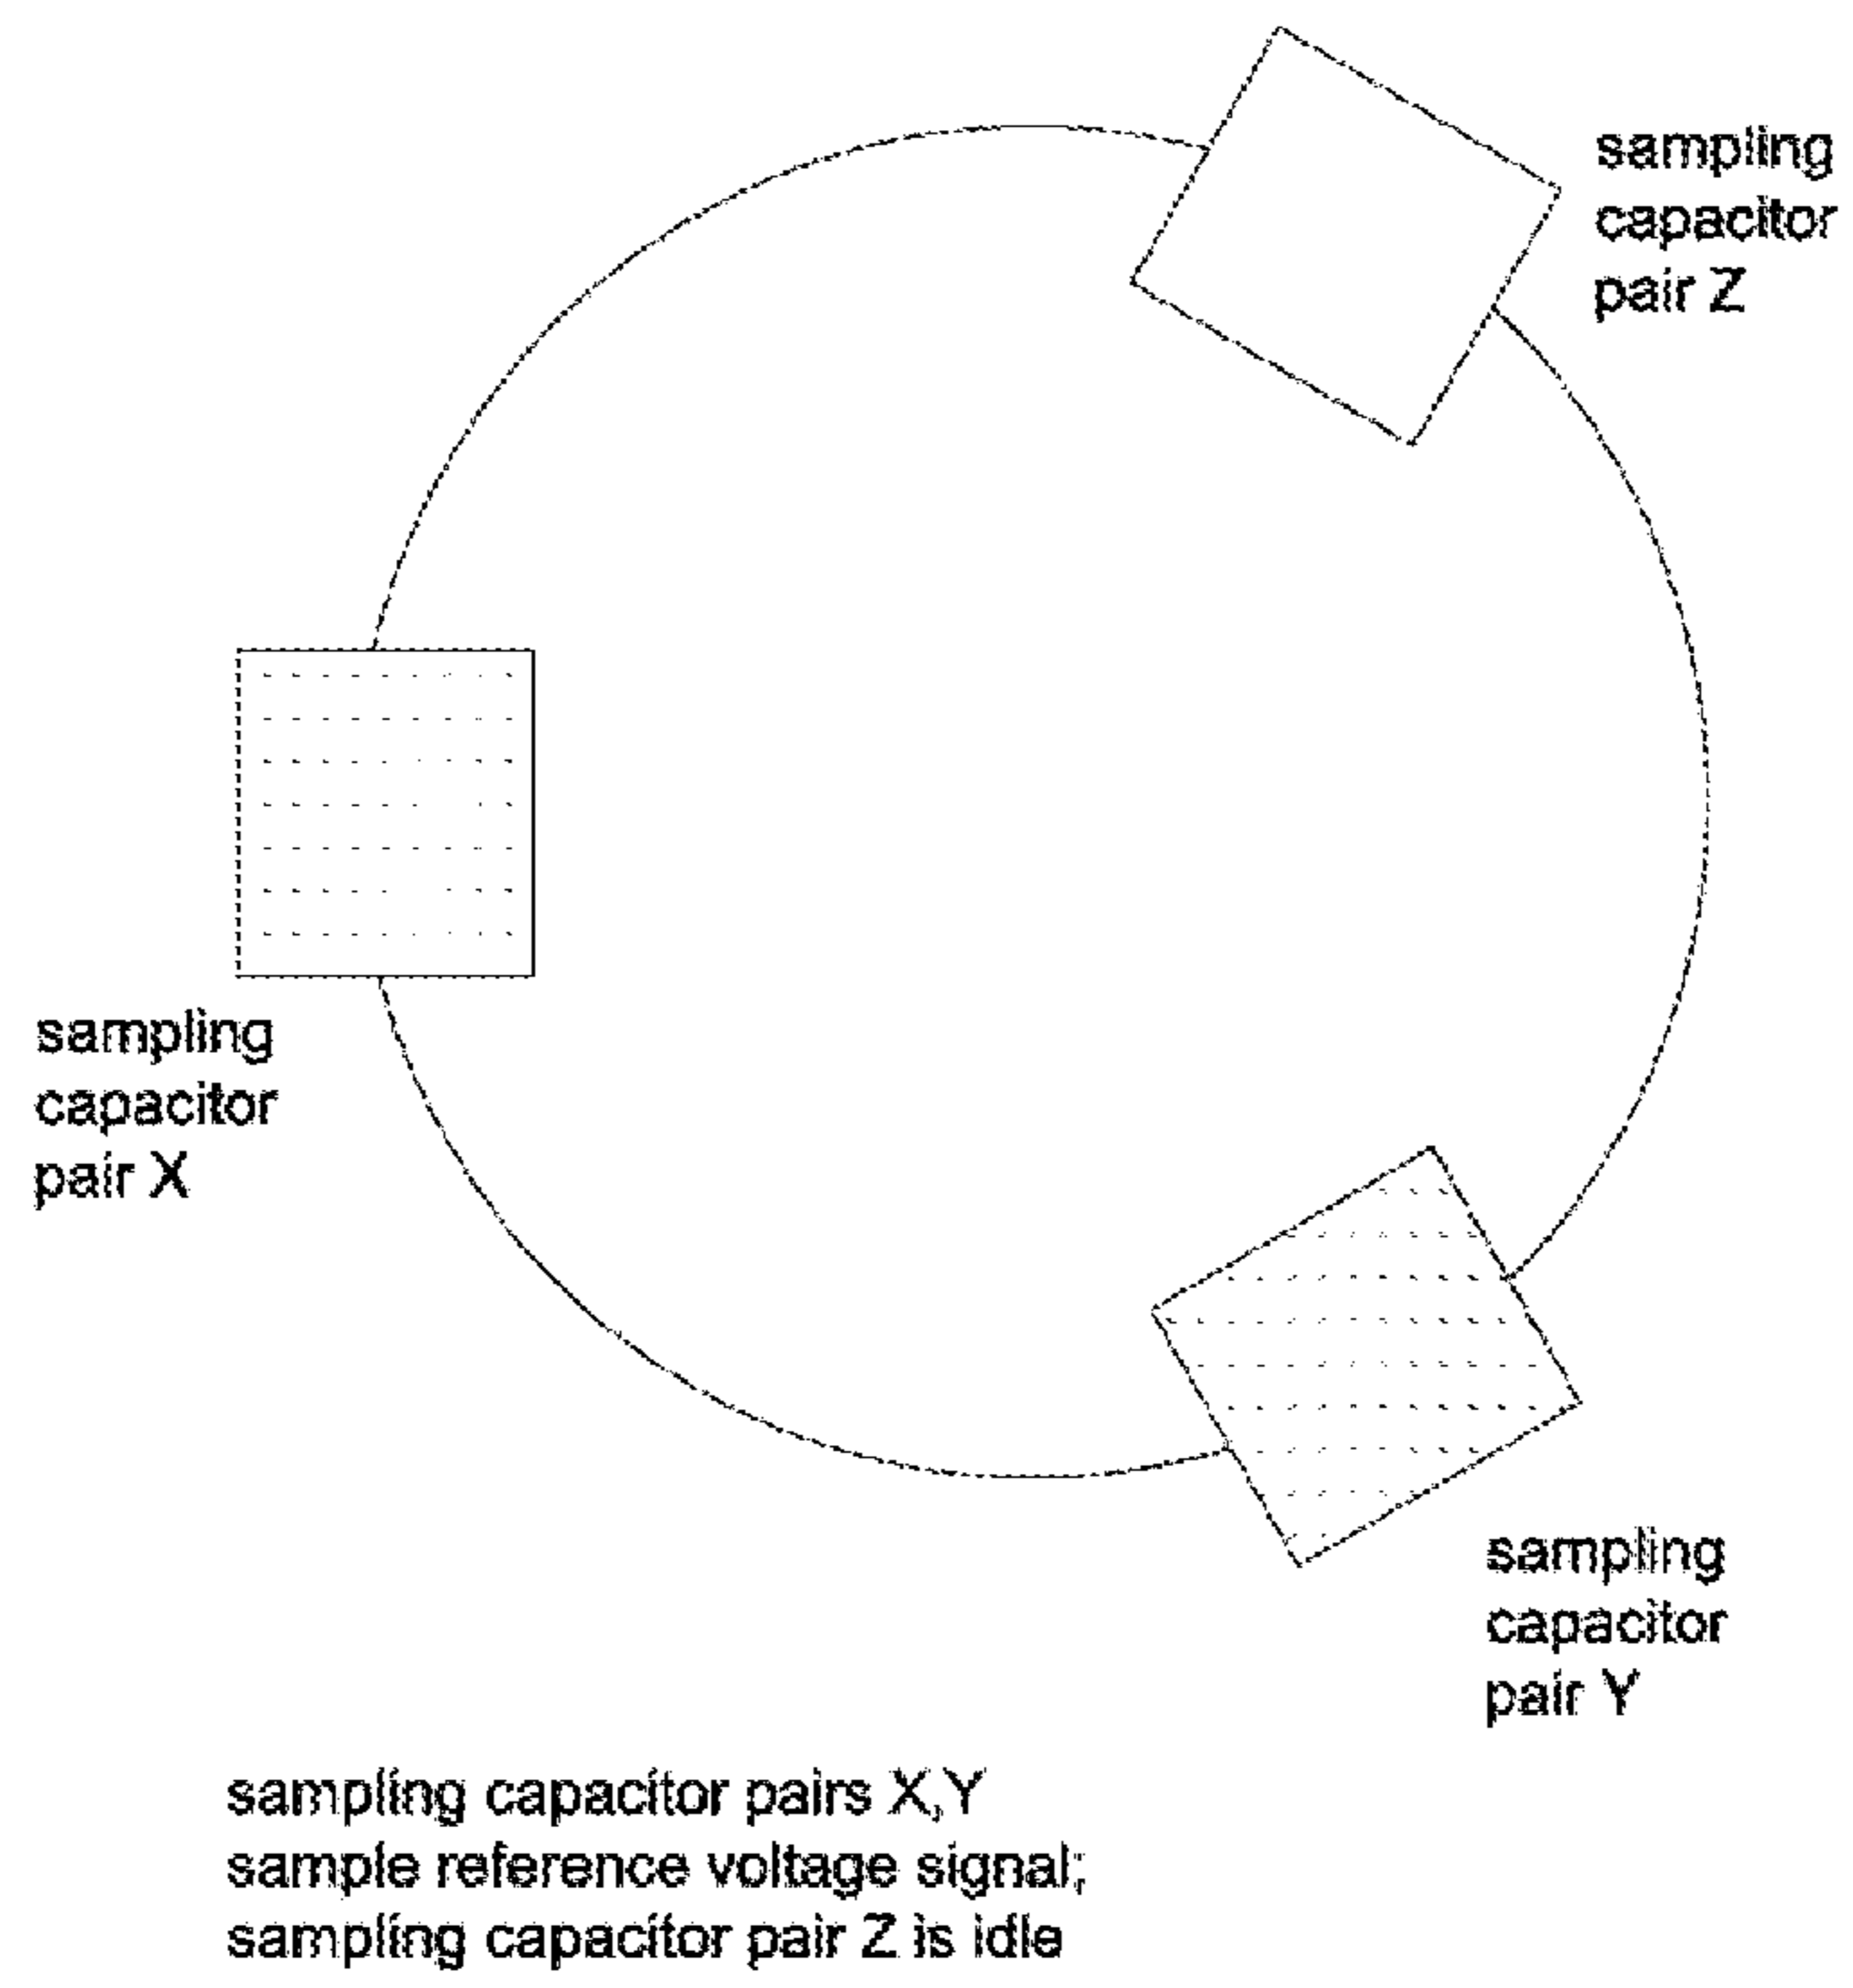 sampling
capacitor
pair Z
sampling
capacitor
pair X
sampling
capacitor
pair Y
sampling capacitor pairs X,Y
sample reference voltage signal;
sampling capacitor pair Z is idle